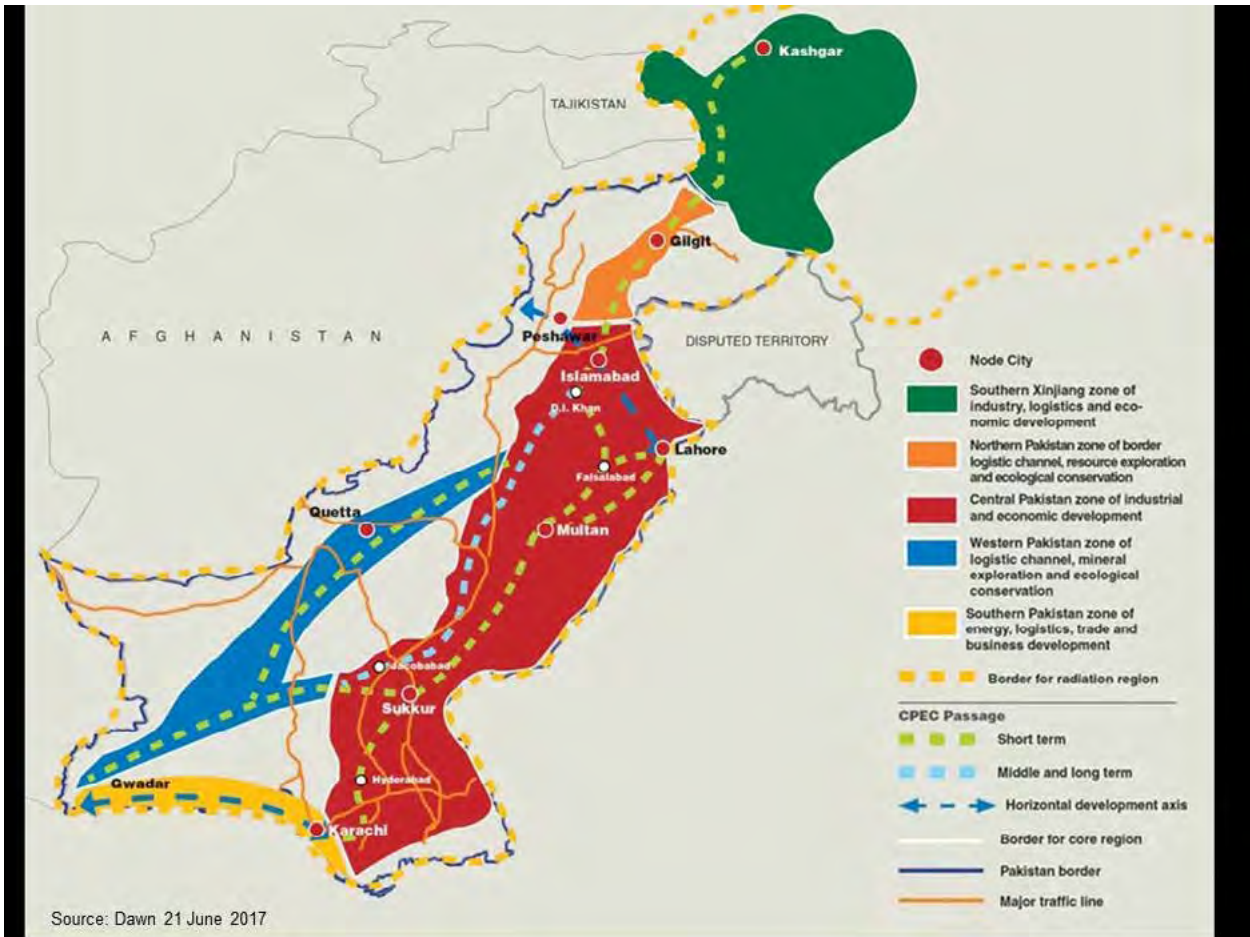 Kashgar
TAJIKISTAN
Gilgit
A F G H A N I S T A N
Peshawar
DISPUTED TERRITORY
Islamabad
D.I. Khan
Lahore
Faisalabad
Quetta
Multan
Jacobabad
Sukkur
Gwadar
Hyderabad
Karachi
Node City
Southern Xinjiang zone of
industry, logistics and eco-
nomic development
Northern Pakistan zone of border
logistic channel, resource exploration
and ecological conservation
Central Pakistan zone of industrial
and economic development
Western Pakistan zone of
logistic channel, mineral
exploration and ecological
conservation
Southern Pakistan zone of
energy, logistics, trade and
business development
Border for radiation region
CPEC Passage
Short term
Middle and long term
Horizontal development axis
Border for core region
Pakistan border
Major traffic line
Source: Dawn 21 June 2017